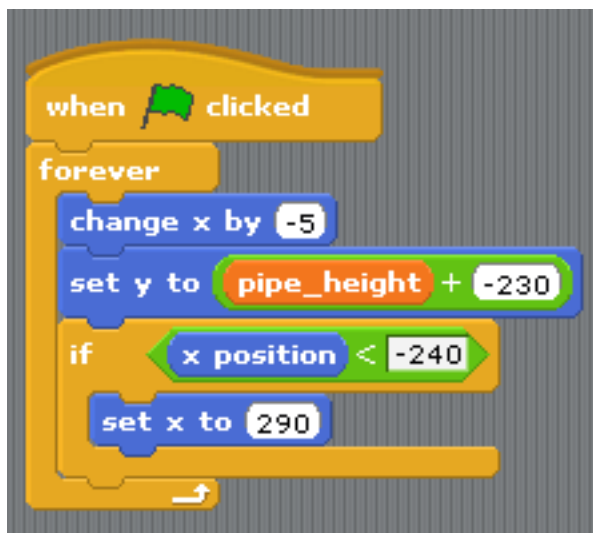 when clicked
forever
change x by -5
set y to pipe_height + -230
if x position < -240
set x to 290